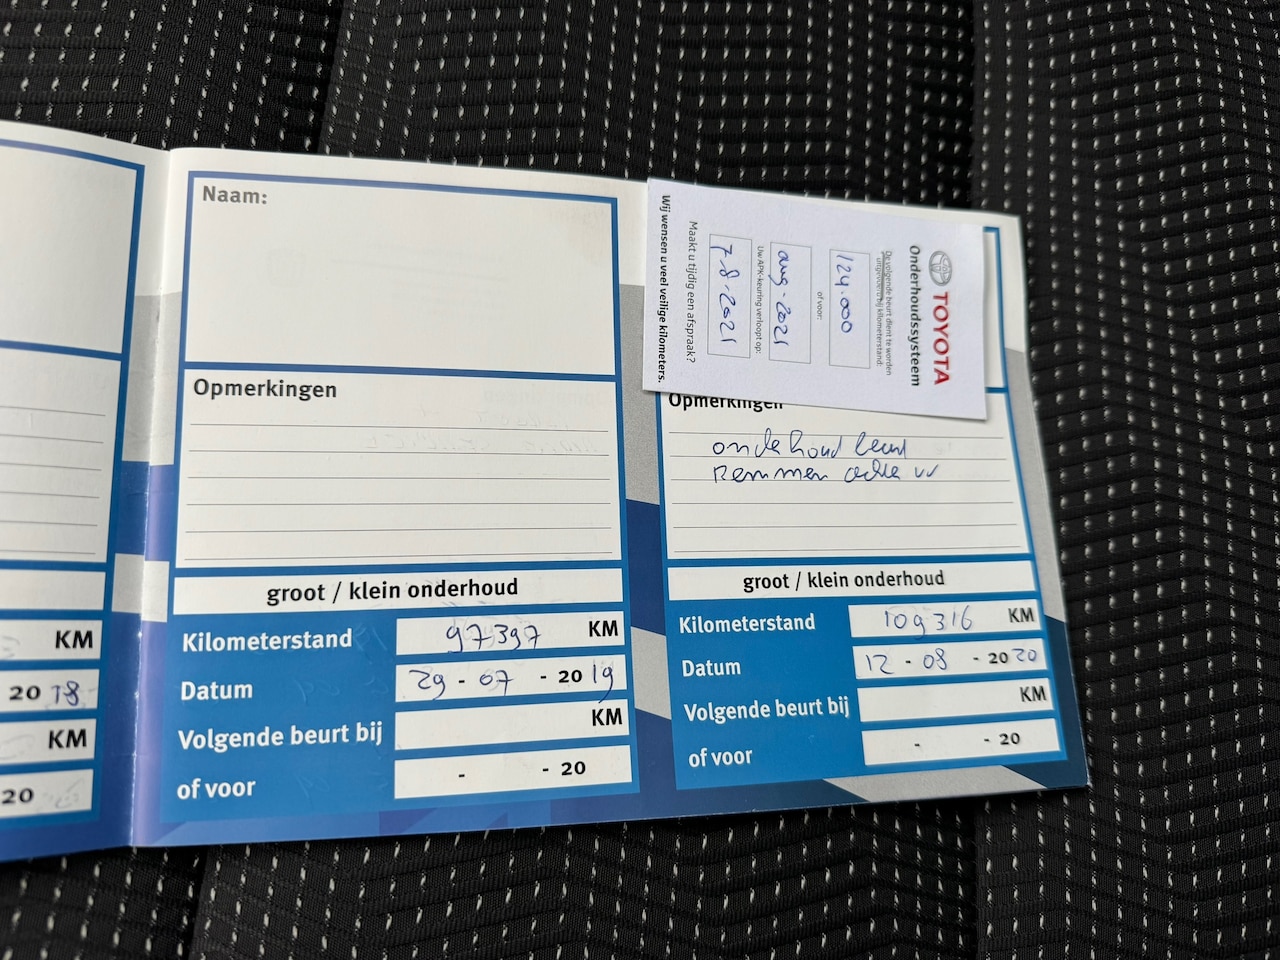 KM
20 18
KM
20
Naam:
Opmerkingen
groot / klein onderhoud
Kilometerstand 97397 KM
Datum 29 - 07 - 20 19
Volgende beurt bij KM
of voor - - 20
TOYOTA
Onderhoudssysteem
De volgende beurt dient te worden
uitgevoerd bij kilometerstand:
124.000
of voor:
aug-2021
Uw APK-keuring verloopt op:
7-8-2021
Maakt u tijdig een afspraak?
Wij wensen u veel veilige kilometers.
Opmerkingen
onderhoud beurt
Remmen achter
groot / klein onderhoud
Kilometerstand 109316 KM
Datum 12 - 08 - 20 20
Volgende beurt bij KM
of voor - - 20